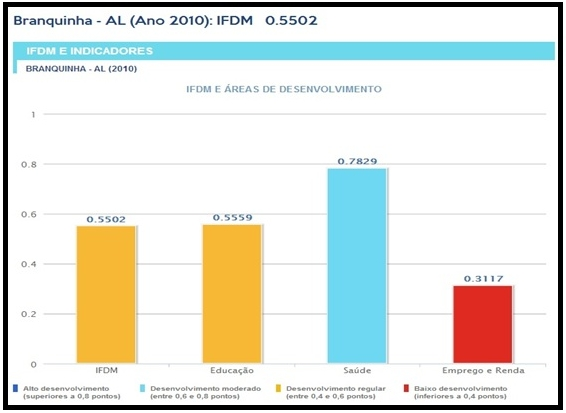 Branquinha - AL (Ano 2010): IFDM 0.5502
IFDM E INDICADORES
BRANQUINHA - AL (2010)
IFDM E ÁREAS DE DESENVOLVIMENTO
1
0.8
0.6
0.4
0.2
0
0.5502
0.5559
0.7829
0.3117
IFDM Educação Saúde Emprego e Renda
Alto desenvolvimento
(superiores a 0,8 pontos)
Desenvolvimento moderado
(entre 0,6 e 0,8 pontos)
Desenvolvimento regular
(entre 0,4 e 0,6 pontos)
Baixo desenvolvimento
(inferiores a 0,4 pontos)